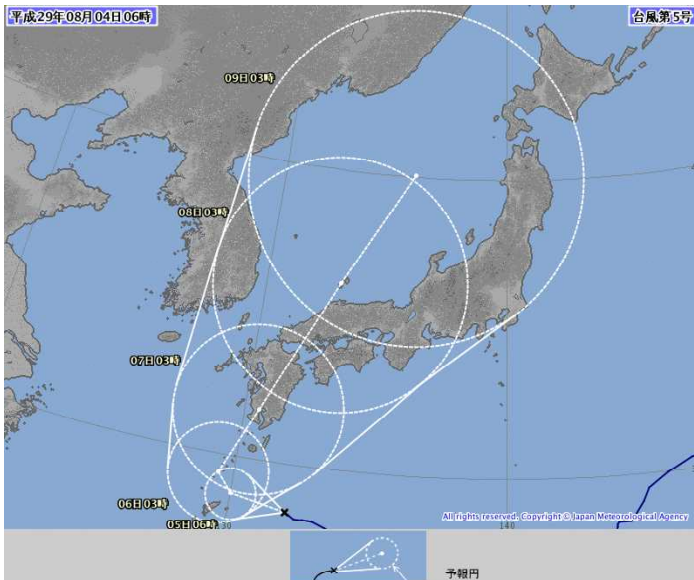 平成29年08月04日06時
台風第5号
09日03時
08日03時
07日03時
06日03時
05日06時
130
140
All rights reserved. Copyright © Japan Meteorological Agency
予報円